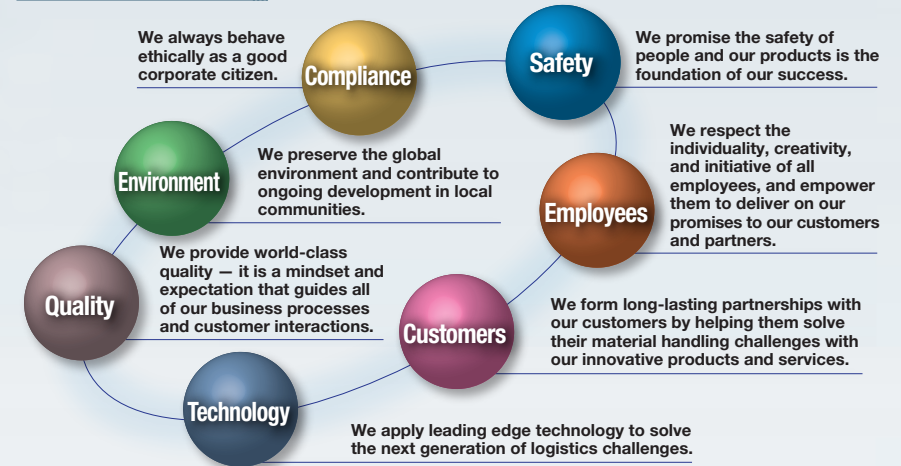 We always behave
ethically as a good
corporate citizen.
Compliance
Safety
We promise the safety of
people and our products is the
foundation of our success.
We respect the
individuality, creativity,
and initiative of all
employees, and empower
them to deliver on our
promises to our customers
and partners.
Employees
Environment
We preserve the global
environment and contribute to
ongoing development in local
communities.
Quality
We provide world-class
quality — it is a mindset and
expectation that guides all
of our business processes
and customer interactions.
Customers
We form long-lasting partnerships with
our customers by helping them solve
their material handling challenges with
our innovative products and services.
Technology
We apply leading edge technology to solve
the next generation of logistics challenges.